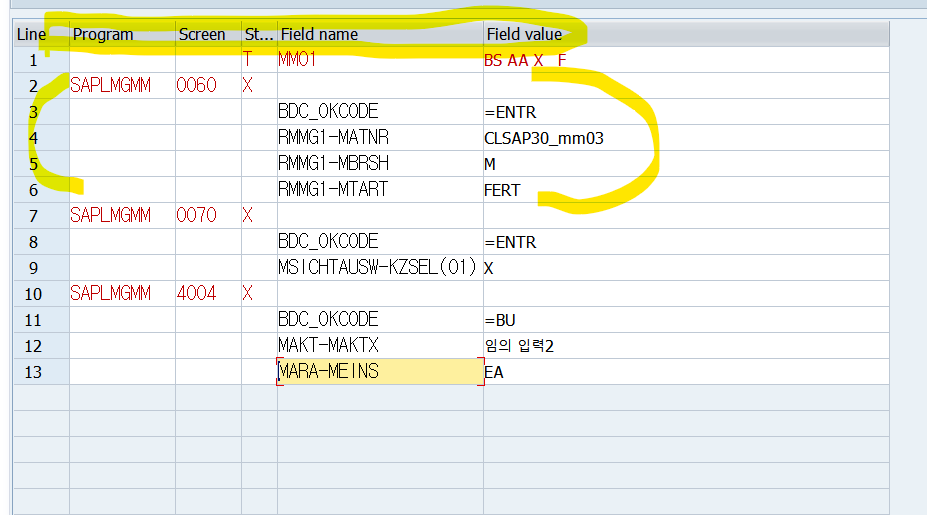 Line Program Screen St... Field name Field value
1 T MM01 BS AA X F
2 SAPLMGMM 0060 X
3 BDC_OKCODE =ENTR
4 RMMG1-MATNR CLSAP30_mm03
5 RMMG1-MBRSH M
6 RMMG1-MTART FERT
7 SAPLMGMM 0070 X
8 BDC_OKCODE =ENTR
9 MSICHTAUSW-KZSEL(01) X
10 SAPLMGMM 4004 X
11 BDC_OKCODE =BU
12 MAKT-MAKTX 임의 입력2
13 MARA-MEINS EA